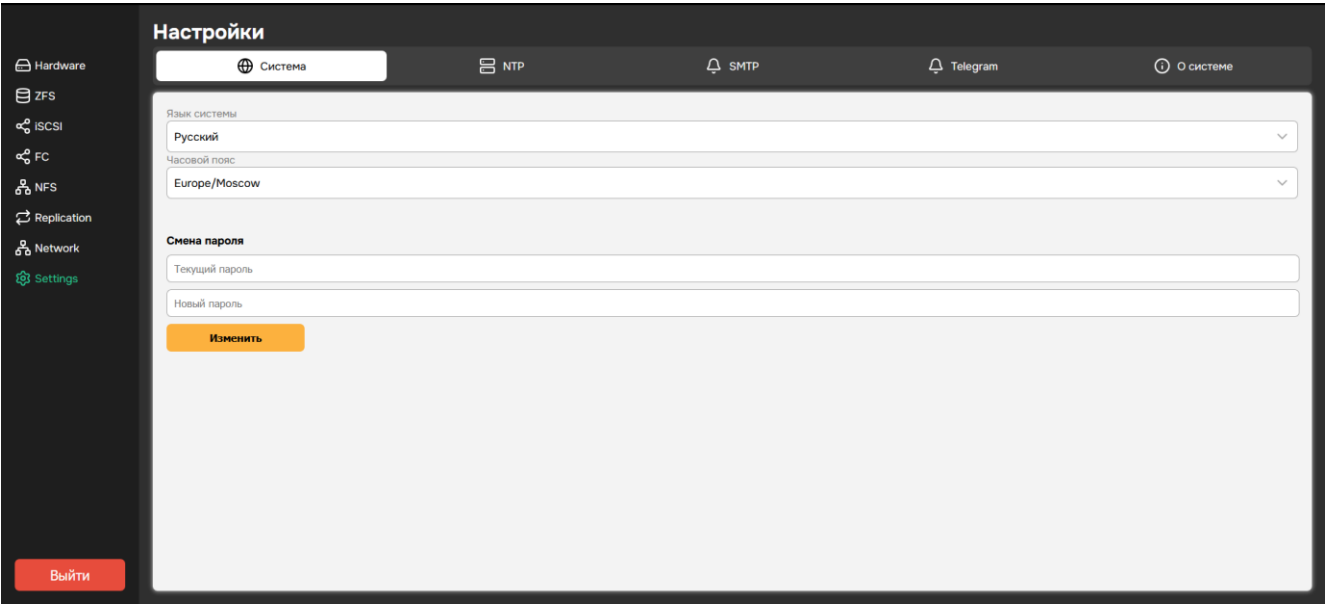 Настройки
Hardware
ZFS
iSCSI
FC
NFS
Replication
Network
Settings
Выйти
Система
NTP
SMTP
Telegram
О системе
Язык системы
Русский
Часовой пояс
Europe/Moscow
Смена пароля
Текущий пароль
Новый пароль
Изменить